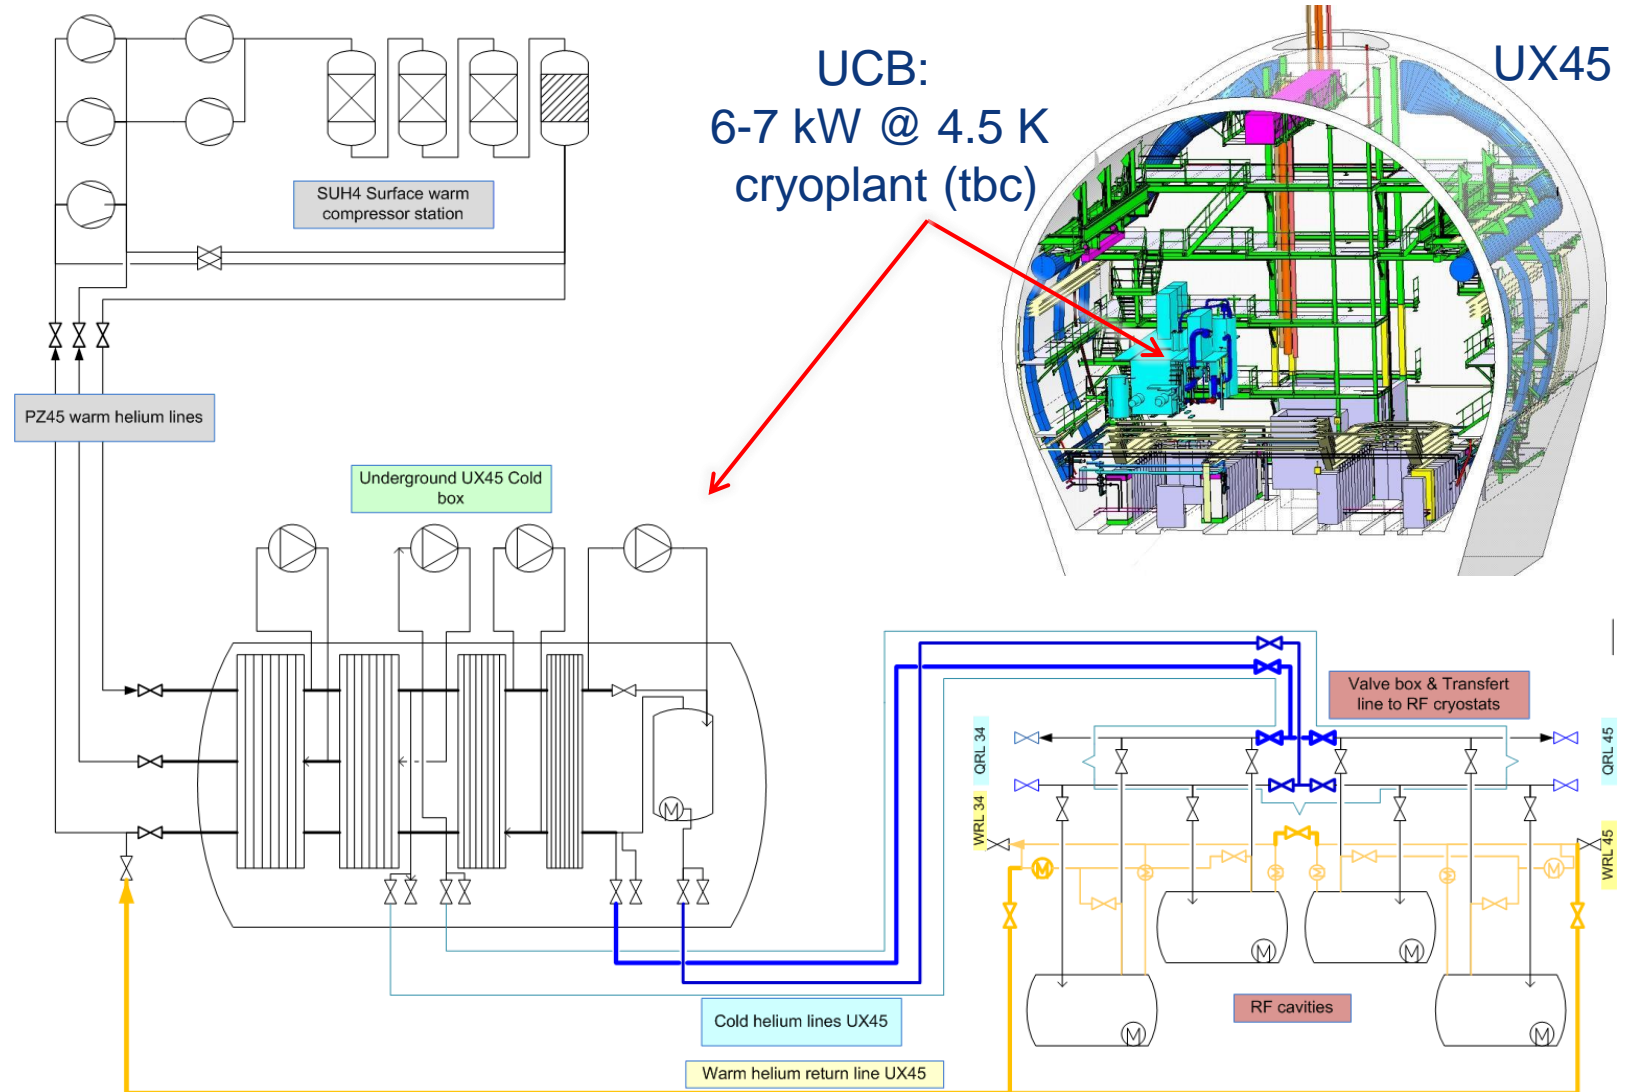 UCB:
6-7 kW @ 4.5 K
cryoplant (tbc)
UX45
SUH4 Surface warm
compressor station
PZ45 warm helium lines
Underground UX45 Cold
box
Valve box & Transfert
line to RF cryostats
QRL 34
QRL 45
WRL 34
WRL 45
M
M
M
M
M
M
M
M
M
M
M
RF cavities
Cold helium lines UX45
Warm helium return line UX45